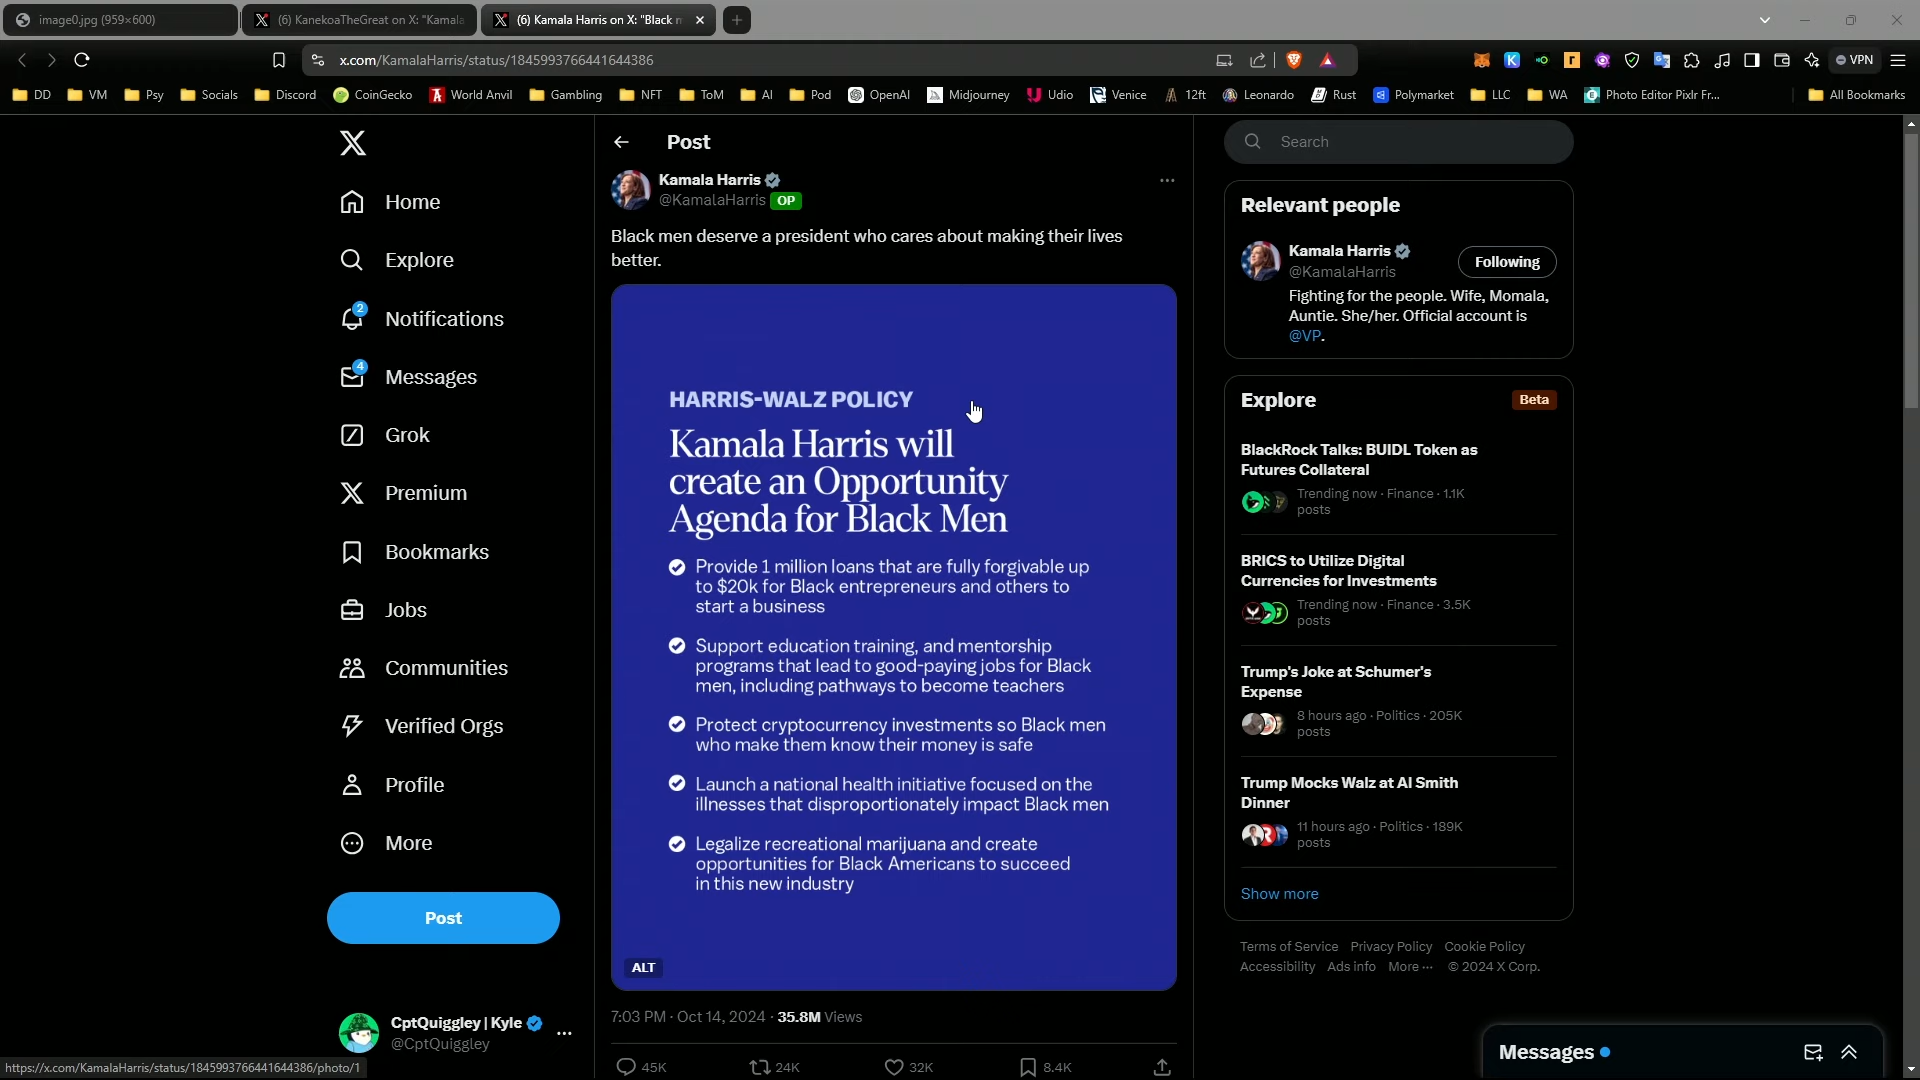 image0.jpg (959×600)
(6) KanekoaTheGreat on X: "Kamala
(6) Kamala Harris on X: "Black m
x.com/KamalaHarris/status/1845993766441644386
VPN
DD
VM
Psy
Socials
Discord
CoinGecko
World Anvil
Gambling
NFT
ToM
AI
Pod
OpenAI
Midjourney
Udio
Venice
12ft
Leonardo
Rust
Polymarket
LLC
WA
Photo Editor Pixlr Fr...
All Bookmarks
Home
Explore
2
Notifications
4
Messages
Grok
Premium
Bookmarks
Jobs
Communities
Verified Orgs
Profile
More
Post
CptQuiggley | Kyle
@CptQuiggley
https://x.com/KamalaHarris/status/1845993766441644386/photo/1
Post
Kamala Harris
@KamalaHarris OP
Black men deserve a president who cares about making their lives
better.
HARRIS-WALZ POLICY
Kamala Harris will
create an Opportunity
Agenda for Black Men
Provide 1 million loans that are fully forgivable up
to $20k for Black entrepreneurs and others to
start a business
Support education training, and mentorship
programs that lead to good-paying jobs for Black
men, including pathways to become teachers
Protect cryptocurrency investments so Black men
who make them know their money is safe
Launch a national health initiative focused on the
illnesses that disproportionately impact Black men
Legalize recreational marijuana and create
opportunities for Black Americans to succeed
in this new industry
ALT
7:03 PM · Oct 14, 2024 · 35.8M Views
45K
24K
32K
8.4K
Search
Relevant people
Kamala Harris
@KamalaHarris
Following
Fighting for the people. Wife, Momala,
Auntie. She/her. Official account is
@VP.
Explore
Beta
BlackRock Talks: BUIDL Token as
Futures Collateral
Trending now · Finance · 1.1K
posts
BRICS to Utilize Digital
Currencies for Investments
Trending now · Finance · 3.5K
posts
Trump's Joke at Schumer's
Expense
8 hours ago · Politics · 205K
posts
Trump Mocks Walz at Al Smith
Dinner
11 hours ago · Politics · 189K
posts
Show more
Terms of Service Privacy Policy Cookie Policy
Accessibility Ads info More ··· © 2024 X Corp.
Messages